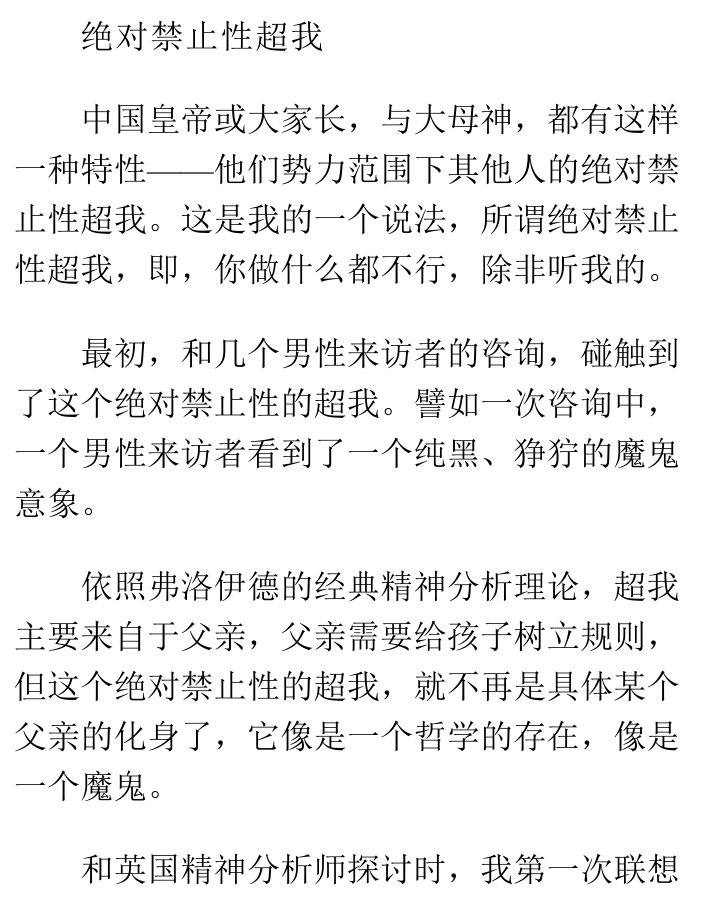 绝对禁止性超我
中国皇帝或大家长，与大母神，都有这样
一种特性——他们势力范围下其他人的绝对禁
止性超我。这是我的一个说法，所谓绝对禁止
性超我，即，你做什么都不行，除非听我的。
最初，和几个男性来访者的咨询，碰触到
了这个绝对禁止性的超我。譬如一次咨询中，
一个男性来访者看到了一个纯黑、狰狞的魔鬼
意象。
依照弗洛伊德的经典精神分析理论，超我
主要来自于父亲，父亲需要给孩子树立规则，
但这个绝对禁止性的超我，就不再是具体某个
父亲的化身了，它像是一个哲学的存在，像是
一个魔鬼。
和英国精神分析师探讨时，我第一次联想